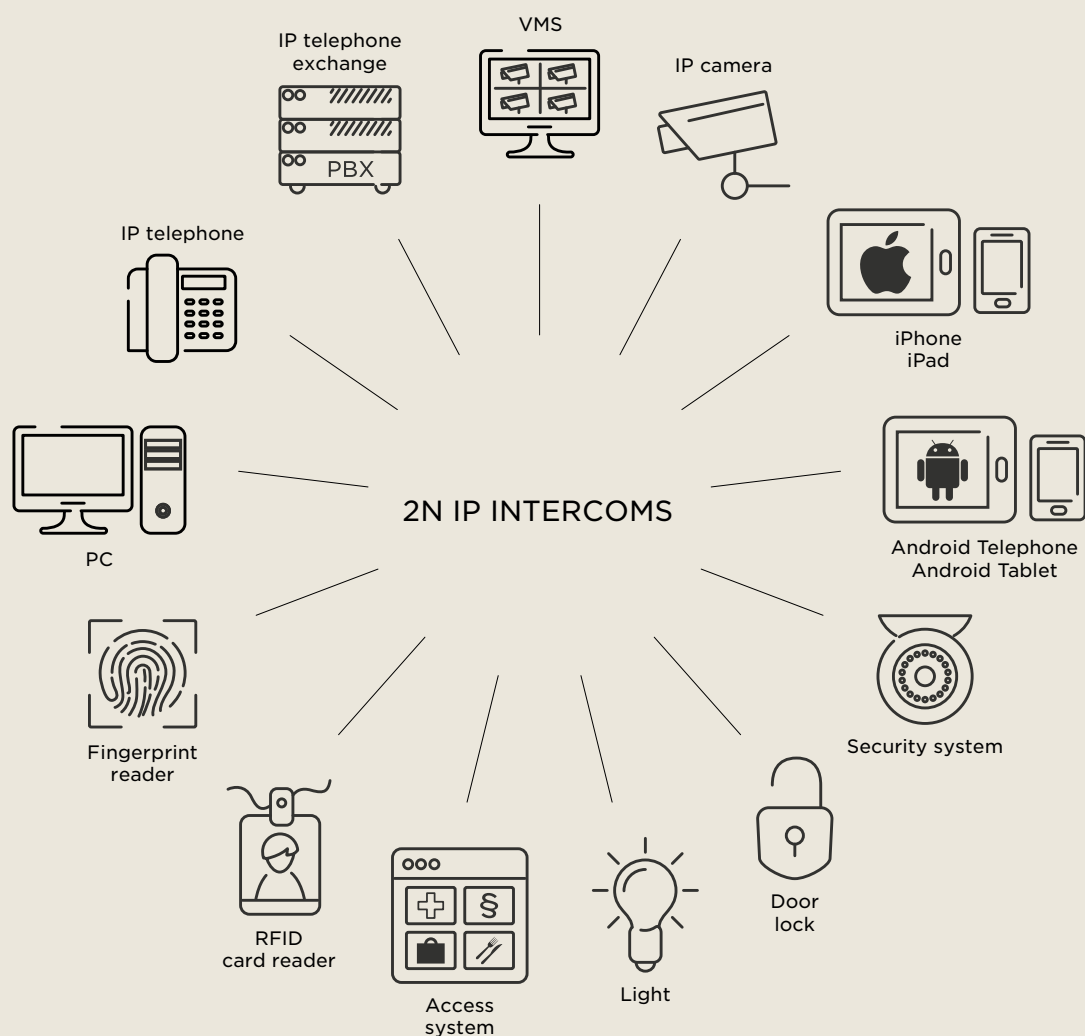 VMS
IP telephone
exchange
PBX
IP camera
IP telephone
iPhone
iPad
PC
2N IP INTERCOMS
Android Telephone
Android Tablet
Fingerprint
reader
Security system
RFID
card reader
§
Access
system
Light
Door
lock